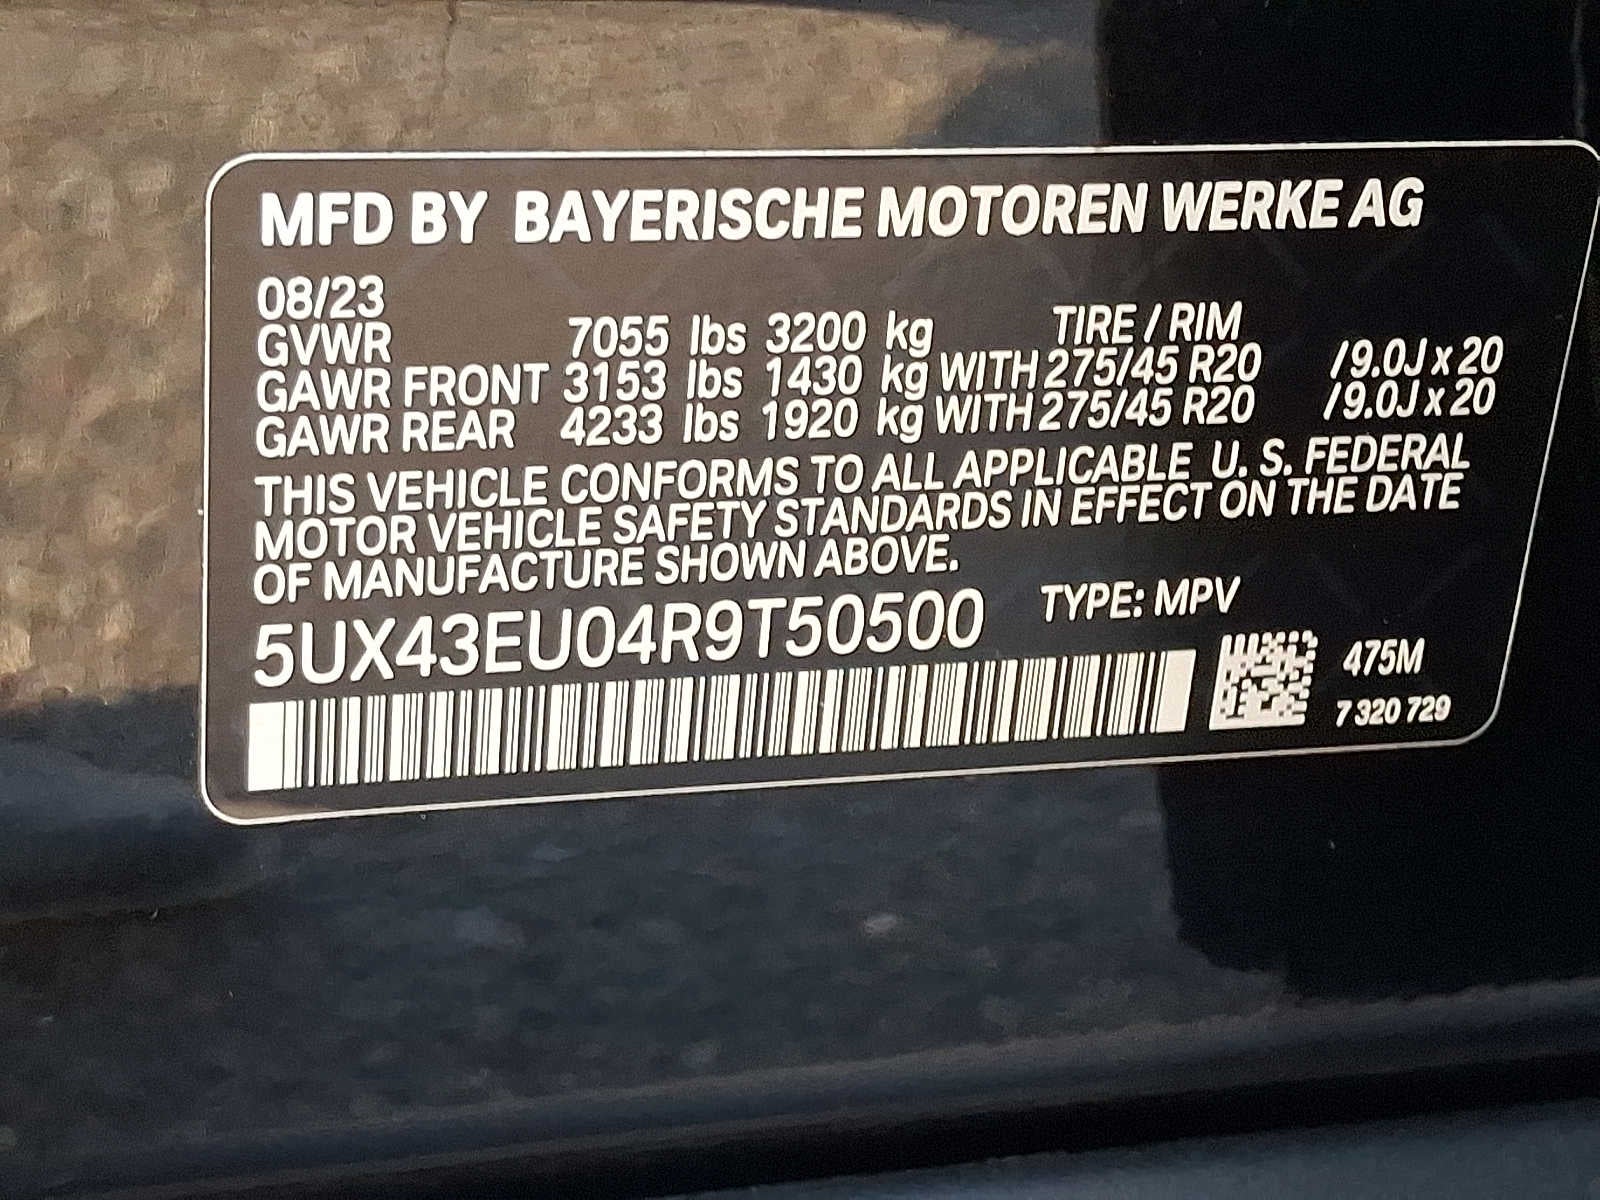 MFD BY BAYERISCHE MOTOREN WERKE AG
08/23
GVWR 7055 lbs 3200 kg TIRE / RIM
GAWR FRONT 3153 lbs 1430 kg WITH 275/45 R20 /9.0J x 20
GAWR REAR 4233 lbs 1920 kg WITH 275/45 R20 /9.0J x 20
THIS VEHICLE CONFORMS TO ALL APPLICABLE U. S. FEDERAL
MOTOR VEHICLE SAFETY STANDARDS IN EFFECT ON THE DATE
OF MANUFACTURE SHOWN ABOVE.
5UX43EU04R9T50500 TYPE: MPV
475M
7 320 729